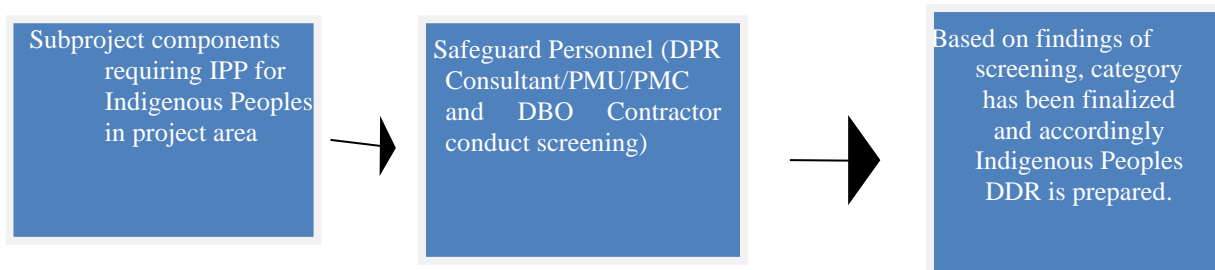 Subproject components
requiring IPP for
Indigenous Peoples
in project area
Safeguard Personnel (DPR
Consultant/PMU/PMC
and DBO Contractor
conduct screening)
Based on findings of
screening, category
has been finalized
and accordingly
Indigenous Peoples
DDR is prepared.